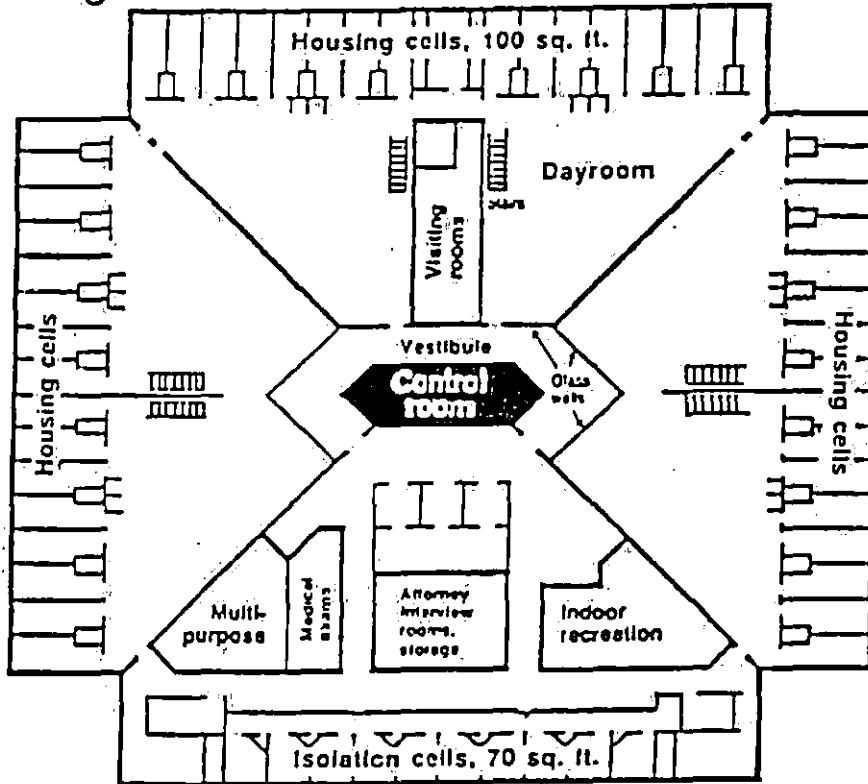 Housing cells, 100 sq. ft.
Dayroom
Stairs
Visiting
rooms
Vestibule
Control
room
Glass
walls
Housing cells
Housing cells
Multi-
purpose
Medical
exams
Attorney
interview
rooms,
storage
Indoor
recreation
Isolation cells, 70 sq. ft.